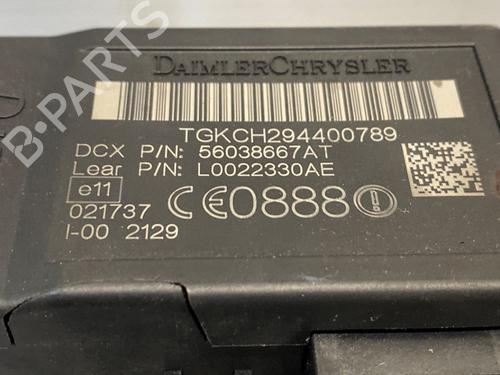 DAIMLERCHRYSLER
TGKCH294400789
DCX P/N: 56038667AT
Lear P/N: L0022330AE
e11
021737 CE0888
I-00 2129
B-PARTS